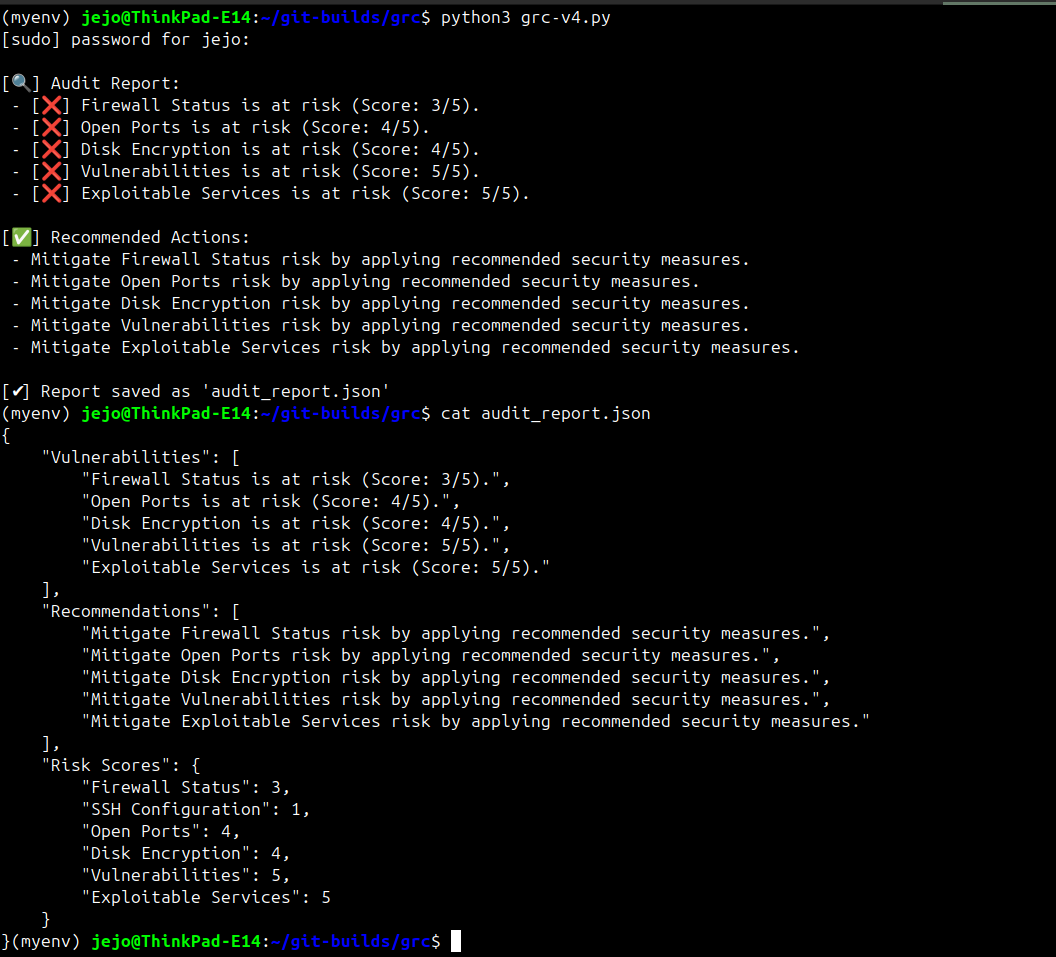 (myenv) jejo@ThinkPad-E14:~/git-builds/grc$ python3 grc-v4.py
[sudo] password for jejo:

[🔍] Audit Report:
 - [❌] Firewall Status is at risk (Score: 3/5).
 - [❌] Open Ports is at risk (Score: 4/5).
 - [❌] Disk Encryption is at risk (Score: 4/5).
 - [❌] Vulnerabilities is at risk (Score: 5/5).
 - [❌] Exploitable Services is at risk (Score: 5/5).

[✅] Recommended Actions:
 - Mitigate Firewall Status risk by applying recommended security measures.
 - Mitigate Open Ports risk by applying recommended security measures.
 - Mitigate Disk Encryption risk by applying recommended security measures.
 - Mitigate Vulnerabilities risk by applying recommended security measures.
 - Mitigate Exploitable Services risk by applying recommended security measures.

[✔] Report saved as 'audit_report.json'
(myenv) jejo@ThinkPad-E14:~/git-builds/grc$ cat audit_report.json
{
    "Vulnerabilities": [
        "Firewall Status is at risk (Score: 3/5).",
        "Open Ports is at risk (Score: 4/5).",
        "Disk Encryption is at risk (Score: 4/5).",
        "Vulnerabilities is at risk (Score: 5/5).",
        "Exploitable Services is at risk (Score: 5/5)."
    ],
    "Recommendations": [
        "Mitigate Firewall Status risk by applying recommended security measures.",
        "Mitigate Open Ports risk by applying recommended security measures.",
        "Mitigate Disk Encryption risk by applying recommended security measures.",
        "Mitigate Vulnerabilities risk by applying recommended security measures.",
        "Mitigate Exploitable Services risk by applying recommended security measures."
    ],
    "Risk Scores": {
        "Firewall Status": 3,
        "SSH Configuration": 1,
        "Open Ports": 4,
        "Disk Encryption": 4,
        "Vulnerabilities": 5,
        "Exploitable Services": 5
    }
}(myenv) jejo@ThinkPad-E14:~/git-builds/grc$